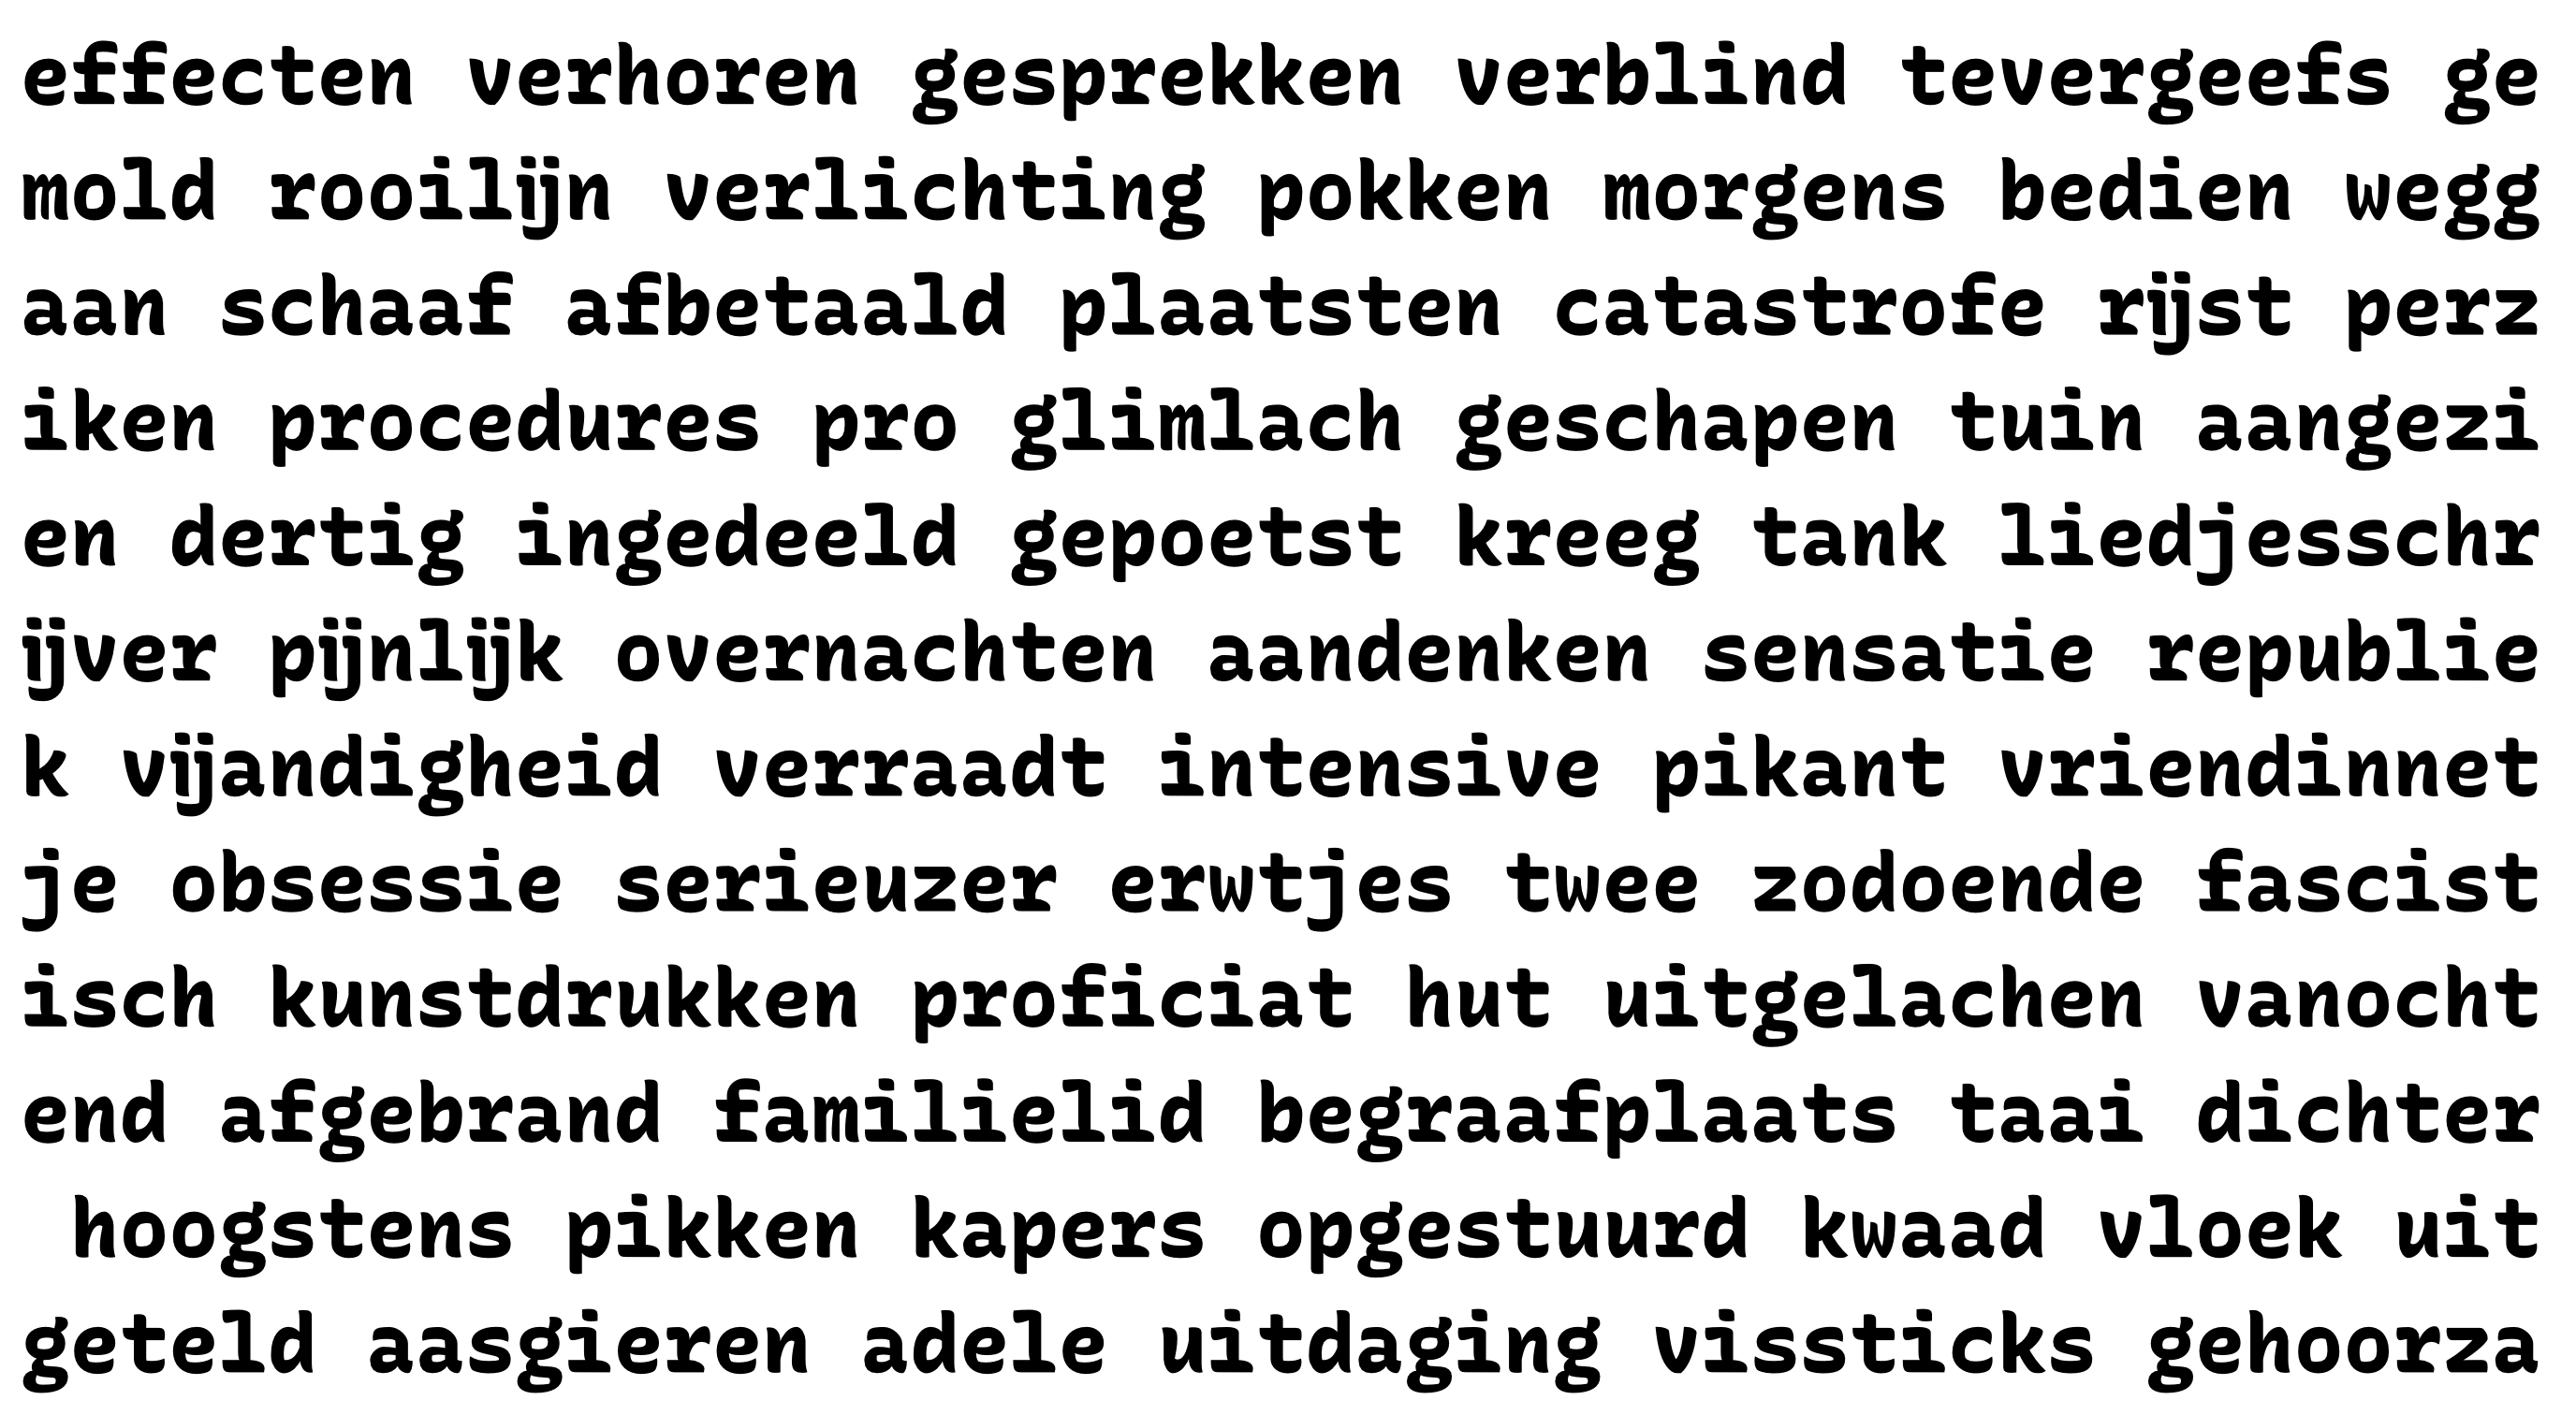 effecten verhoren gesprekken verblind tevergeefs ge
mold rooilĳn verlichting pokken morgens bedien wegg
aan schaaf afbetaald plaatsten catastrofe rĳst perz
iken procedures pro glimlach geschapen tuin aangezi
en dertig ingedeeld gepoetst kreeg tank liedjesschr
ĳver pĳnlĳk overnachten aandenken sensatie republie
k vĳandigheid verraadt intensive pikant vriendinnet
je obsessie serieuzer erwtjes twee zodoende fascist
isch kunstdrukken proficiat hut uitgelachen vanocht
end afgebrand familielid begraafplaats taai dichter
hoogstens pikken kapers opgestuurd kwaad vloek uit
geteld aasgieren adele uitdaging vissticks gehoorza